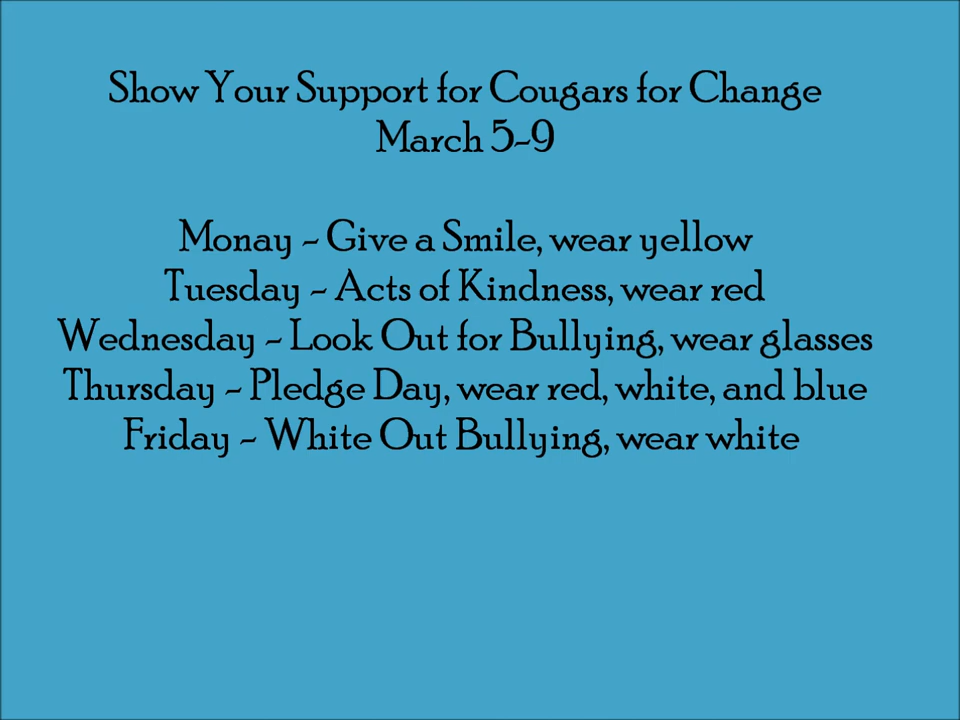 Show Your Support for Cougars for Change
March 5-9
Monay - Give a Smile, wear yellow
Tuesday - Acts of Kindness, wear red
Wednesday - Look Out for Bullying, wear glasses
Thursday - Pledge Day, wear red, white, and blue
Friday - White Out Bullying, wear white